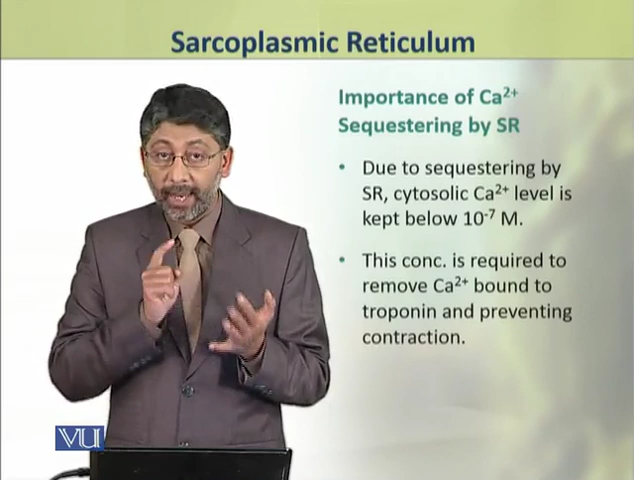 Sarcoplasmic Reticulum
Importance of Ca²⁺
Sequestering by SR
• Due to sequestering by
SR, cytosolic Ca²⁺ level is
kept below 10⁻⁷ M.
• This conc. is required to
remove Ca²⁺ bound to
troponin and preventing
contraction.
VU